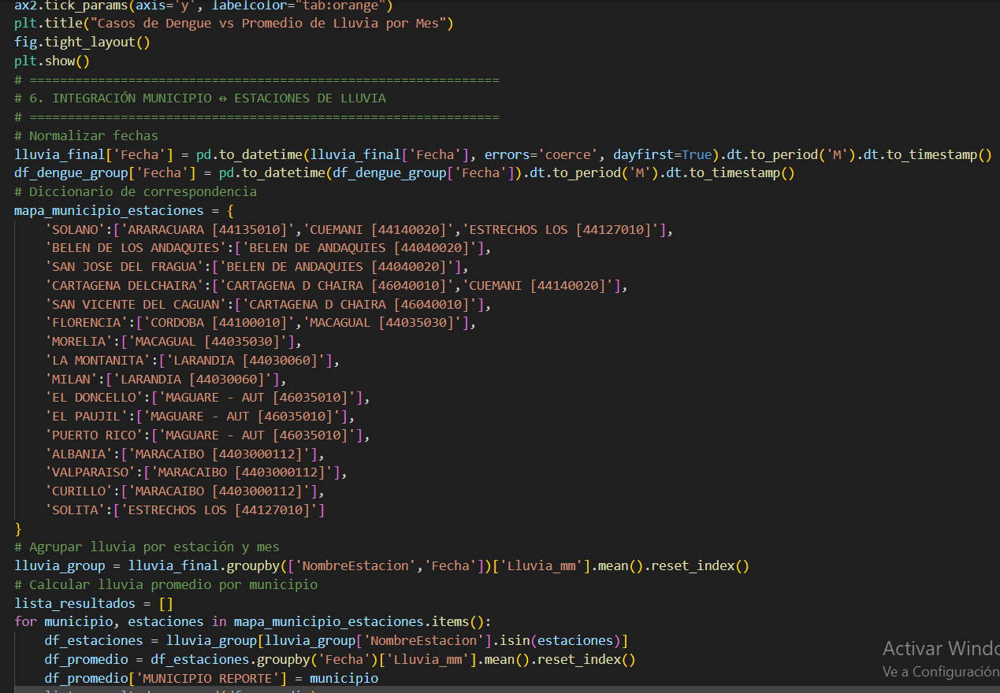 ax2.tick_params(axis='y', labelcolor="tab:orange")
plt.title("Casos de Dengue vs Promedio de Lluvia por Mes")
fig.tight_layout()
plt.show()
# ==============================================================
# 6. INTEGRACIÓN MUNICIPIO ↔ ESTACIONES DE LLUVIA
# ==============================================================
# Normalizar fechas
lluvia_final['Fecha'] = pd.to_datetime(lluvia_final['Fecha'], errors='coerce', dayfirst=True).dt.to_period('M').dt.to_timestamp()
df_dengue_group['Fecha'] = pd.to_datetime(df_dengue_group['Fecha']).dt.to_period('M').dt.to_timestamp()
# Diccionario de correspondencia
mapa_municipio_estaciones = {
    'SOLANO':['ARARACUARA [44135010]','CUEMANI [44140020]','ESTRECHOS LOS [44127010]'],
    'BELEN DE LOS ANDAQUIES':['BELEN DE ANDAQUIES [44040020]'],
    'SAN JOSE DEL FRAGUA':['BELEN DE ANDAQUIES [44040020]'],
    'CARTAGENA DELCHAIRA':['CARTAGENA D CHAIRA [46040010]','CUEMANI [44140020]'],
    'SAN VICENTE DEL CAGUAN':['CARTAGENA D CHAIRA [46040010]'],
    'FLORENCIA':['CORDOBA [44100010]','MACAGUAL [44035030]'],
    'MORELIA':['MACAGUAL [44035030]'],
    'LA MONTANITA':['LARANDIA [44030060]'],
    'MILAN':['LARANDIA [44030060]'],
    'EL DONCELLO':['MAGUARE - AUT [46035010]'],
    'EL PAUJIL':['MAGUARE - AUT [46035010]'],
    'PUERTO RICO':['MAGUARE - AUT [46035010]'],
    'ALBANIA':['MARACAIBO [4403000112]'],
    'VALPARAISO':['MARACAIBO [4403000112]'],
    'CURILLO':['MARACAIBO [4403000112]'],
    'SOLITA':['ESTRECHOS LOS [44127010]']
}
# Agrupar lluvia por estación y mes
lluvia_group = lluvia_final.groupby(['NombreEstacion','Fecha'])['Lluvia_mm'].mean().reset_index()
# Calcular lluvia promedio por municipio
lista_resultados = []
for municipio, estaciones in mapa_municipio_estaciones.items():
    df_estaciones = lluvia_group[lluvia_group['NombreEstacion'].isin(estaciones)]
    df_promedio = df_estaciones.groupby('Fecha')['Lluvia_mm'].mean().reset_index()
    df_promedio['MUNICIPIO REPORTE'] = municipio
Activar Windo
Ve a Configuración